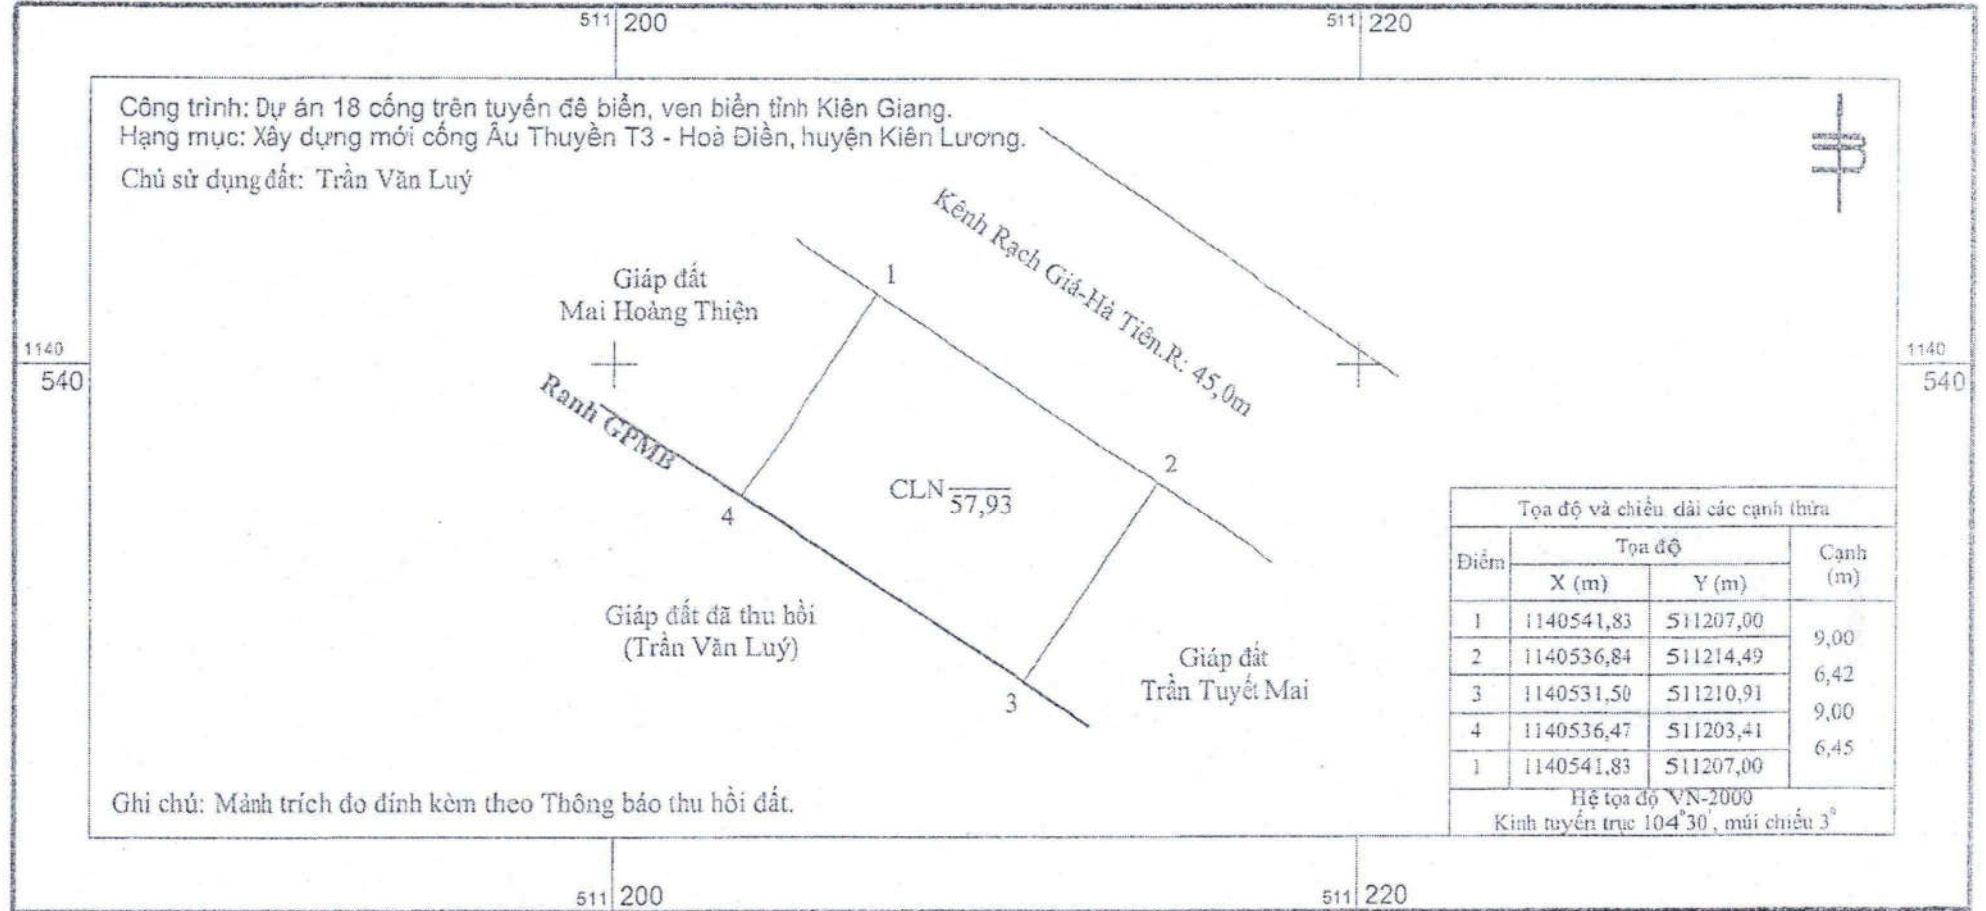 511 200
511 220
Công trình: Dự án 18 cống trên tuyến đê biển, ven biển tỉnh Kiên Giang.
Hạng mục: Xây dựng mới cống Âu Thuyền T3 - Hoà Điền, huyện Kiên Lương.
Chủ sử dụng đất: Trần Văn Luý
Kênh Rạch Giá-Hà Tiên.R: 45,0m
Giáp đất
Mai Hoàng Thiện
1
1140
540
1140
540
Ranh GPMB
2
CLN 57,93
4
Giáp đất đã thu hồi
(Trần Văn Luý)
Giáp đất
Trần Tuyết Mai
3
Tọa độ và chiều dài các cạnh thửa
Điểm Tọa độ Cạnh (m)
X (m) Y (m)
1 1140541,83 511207,00
9,00
2 1140536,84 511214,49
6,42
3 1140531,50 511210,91
9,00
4 1140536,47 511203,41
6,45
1 1140541,83 511207,00
Hệ tọa độ VN-2000
Kinh tuyến trục 104°30', múi chiếu 3°
Ghi chú: Mảnh trích đo đính kèm theo Thông báo thu hồi đất.
511 200
511 220